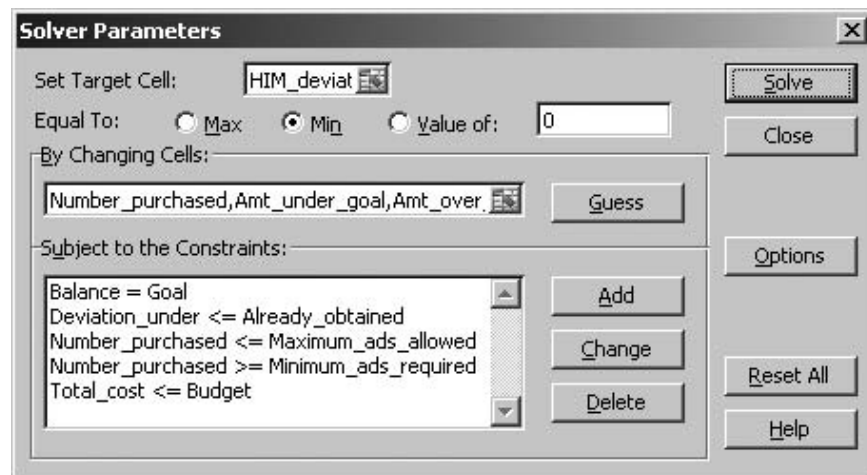 Solver Parameters
Set Target Cell: HIM_deviat
Solve
Equal To: Max Min Value of: 0
Close
By Changing Cells:
Number_purchased,Amt_under_goal,Amt_over_
Guess
Subject to the Constraints:
Options
Balance = Goal
Deviation_under <= Already_obtained
Number_purchased <= Maximum_ads_allowed
Number_purchased >= Minimum_ads_required
Total_cost <= Budget
Add
Change
Delete
Reset All
Help